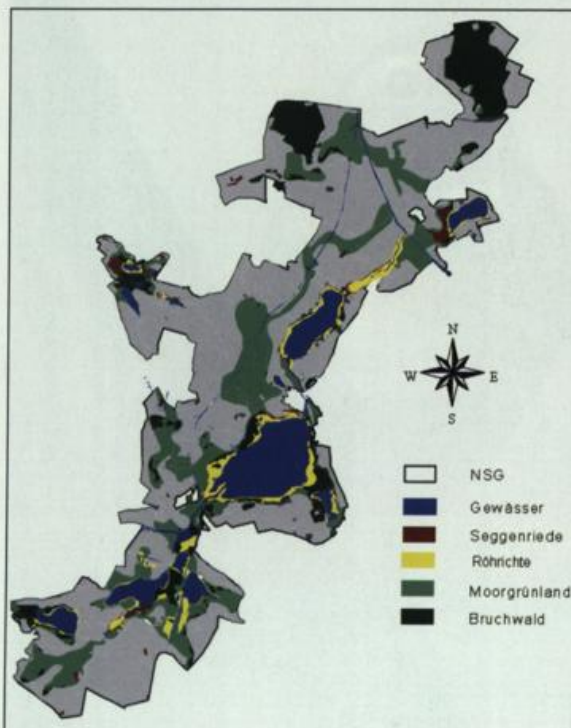 N
W E
S
NSG
Gewässer
Seggenriede
Röhrichte
Moorgrünland
Bruchwald